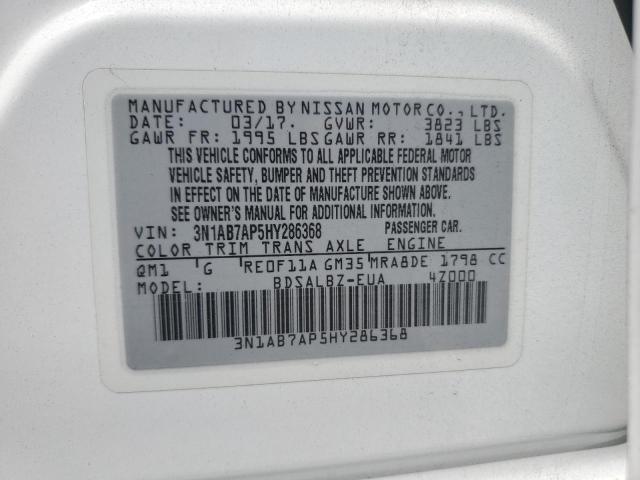 MANUFACTURED BY NISSAN MOTOR CO., LTD.
DATE: 03/17. GVWR: 3823 LBS
GAWR FR: 1995 LBS GAWR RR: 1841 LBS
THIS VEHICLE CONFORMS TO ALL APPLICABLE FEDERAL MOTOR
VEHICLE SAFETY, BUMPER AND THEFT PREVENTION STANDARDS
IN EFFECT ON THE DATE OF MANUFACTURE SHOWN ABOVE.
SEE OWNER'S MANUAL FOR ADDITIONAL INFORMATION.
VIN: 3N1AB7AP5HY286368 PASSENGER CAR.
COLOR TRIM TRANS AXLE ENGINE
QM1 G RE0F11A GM35 MRA8DE 1798 CC
MODEL: BDSALBZ-EUA 4Z000
3N1AB7AP5HY286368